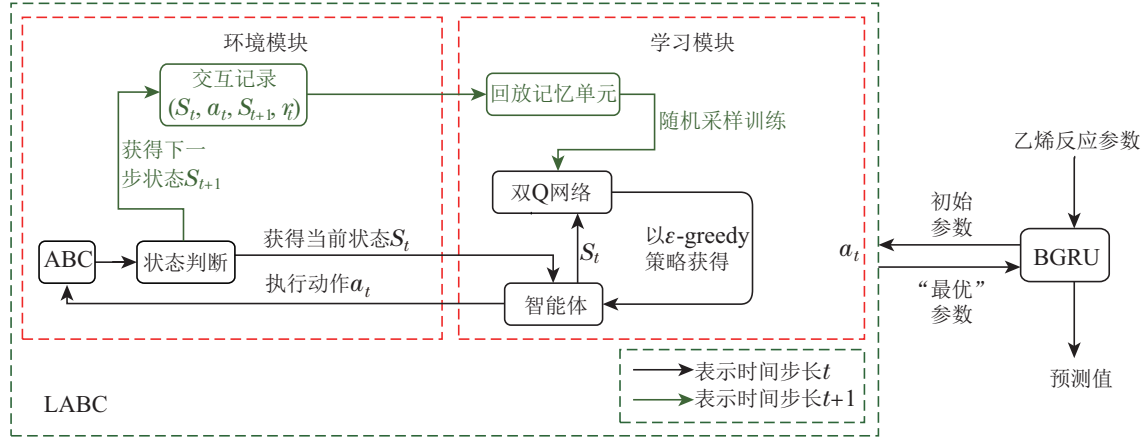 环境模块
学习模块
交互记录
(S_t, a_t, S_{t+1}, r_t)
回放记忆单元
随机采样训练
获得下一
步状态S_{t+1}
双Q网络
乙烯反应参数
ABC
状态判断
获得当前状态S_t
执行动作a_t
S_t
以ε-greedy
策略获得
a_t
智能体
初始
参数
BGRU
“最优”
参数
预测值
表示时间步长t
表示时间步长t+1
LABC